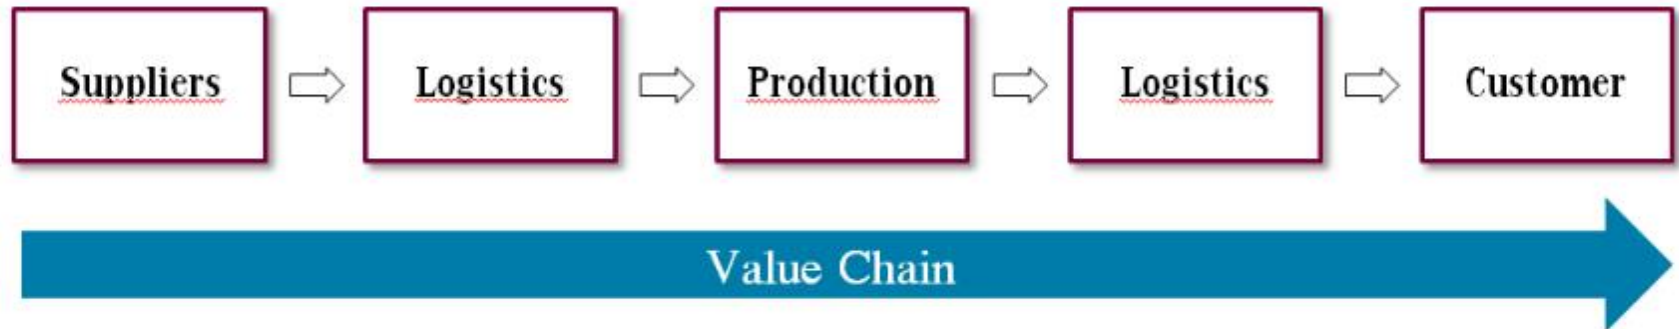 Suppliers
Logistics
Production
Logistics
Customer
Value Chain